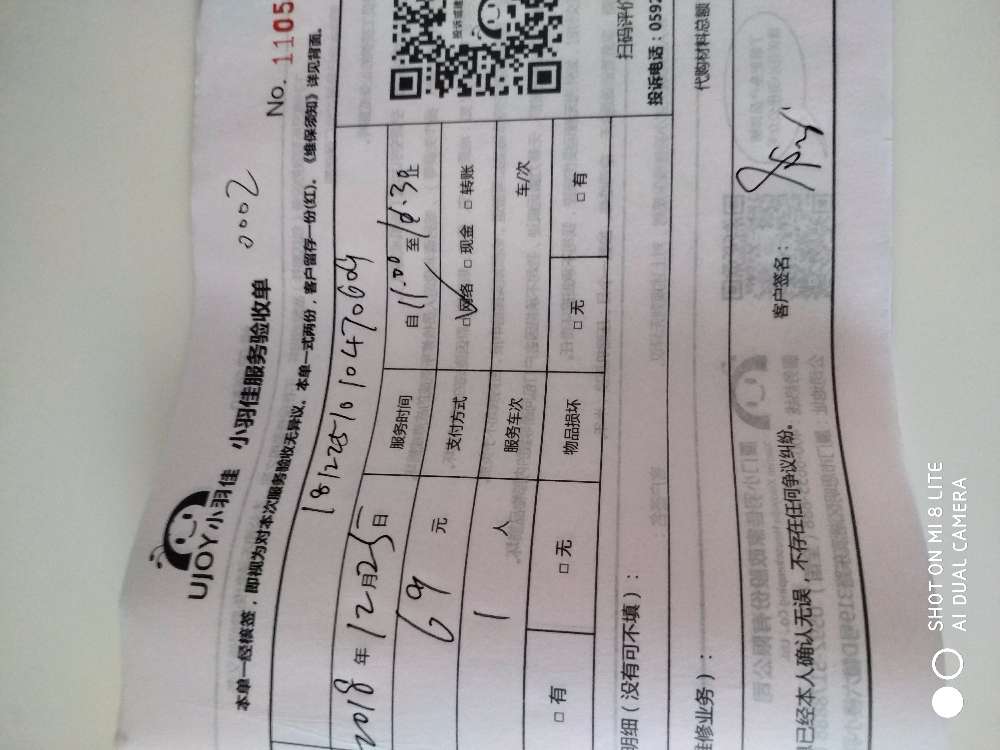 No. 1105
0002
UJOY小羽佳 小羽佳服务验收单
本单一经核签，即视为对本次服务验收无异议。本单一式两份，客户留存一份(红)，《维保须知》详见背面。
2018年12月25日 服务时间 自11:00至
69元 支付方式 □网络 □现金 □转账
1人 服务车次 车/次
□有 □无 物品损坏 □无 □有
扫码评价
投诉电话：0592
明细（没有可不填）：
代购材料总额
维修业务）：
已经本人确认无误，不存在任何争议纠纷。 客户签名：
SHOT ON MI 8 LITE
AI DUAL CAMERA